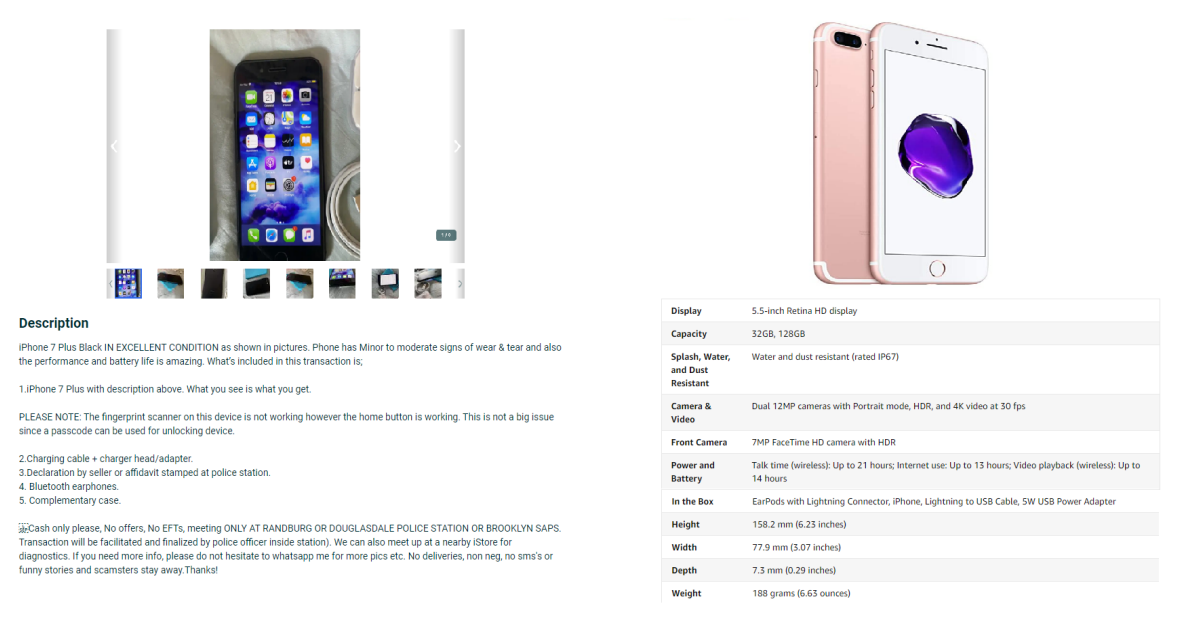 1 / 8
Description
iPhone 7 Plus Black IN EXCELLENT CONDITION as shown in pictures. Phone has Minor to moderate signs of wear & tear and also
the performance and battery life is amazing. What's included in this transaction is;
1.iPhone 7 Plus with description above. What you see is what you get.
PLEASE NOTE: The fingerprint scanner on this device is not working however the home button is working. This is not a big issue
since a passcode can be used for unlocking device.
2.Charging cable + charger head/adapter.
3.Declaration by seller or affidavit stamped at police station.
4. Bluetooth earphones.
5. Complementary case.
Cash only please, No offers, No EFTs, meeting ONLY AT RANDBURG OR DOUGLASDALE POLICE STATION OR BROOKLYN SAPS.
Transaction will be facilitated and finalized by police officer inside station). We can also meet up at a nearby iStore for
diagnostics. If you need more info, please do not hesitate to whatsapp me for more pics etc. No deliveries, non neg, no sms's or
funny stories and scamsters stay away.Thanks!
Display 5.5-inch Retina HD display
Capacity 32GB, 128GB
Splash, Water, Water and dust resistant (rated IP67)
and Dust
Resistant
Camera & Dual 12MP cameras with Portrait mode, HDR, and 4K video at 30 fps
Video
Front Camera 7MP FaceTime HD camera with HDR
Power and Talk time (wireless): Up to 21 hours; Internet use: Up to 13 hours; Video playback (wireless): Up to
Battery 14 hours
In the Box EarPods with Lightning Connector, iPhone, Lightning to USB Cable, 5W USB Power Adapter
Height 158.2 mm (6.23 inches)
Width 77.9 mm (3.07 inches)
Depth 7.3 mm (0.29 inches)
Weight 188 grams (6.63 ounces)